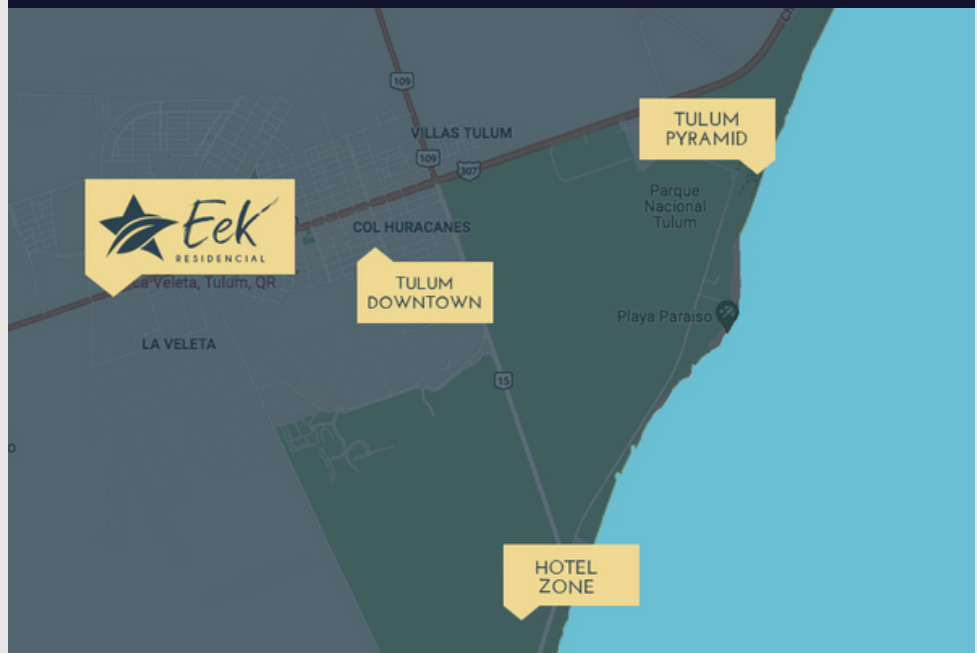 109
VILLAS TULUM
109
307
TULUM
PYRAMID
Parque
Nacional
Tulum
Eek
RESIDENCIAL
COL HURACANES
Veleta, Tulum, QR
TULUM
DOWNTOWN
Playa Paraiso
LA VELETA
15
HOTEL
ZONE